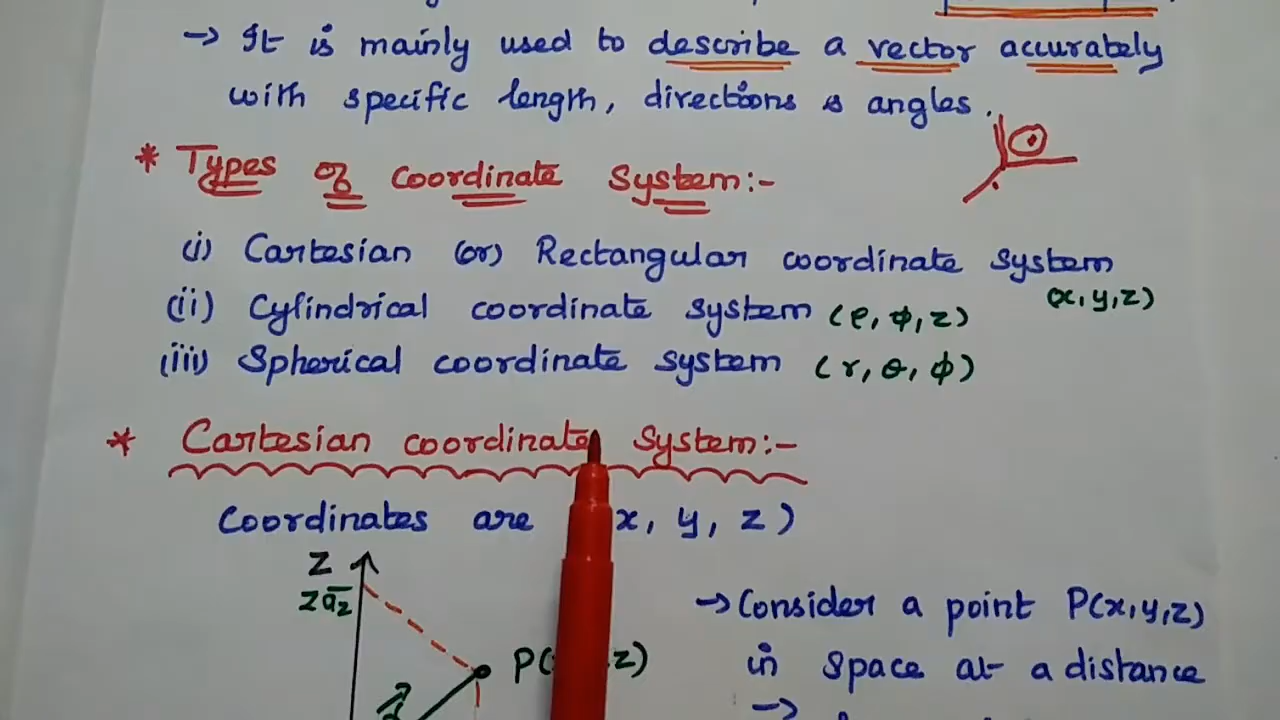 → It is mainly used to describe a vector accurately
with specific length, directions & angles.
* Types of coordinate System:-
(i) Cartesian (or) Rectangular coordinate system
(x, y, z)
(ii) Cylindrical coordinate system (ρ, φ, z)
(iii) Spherical coordinate system (r, θ, φ)
* Cartesian coordinate System:-
Coordinates are x, y, z)
Z
z a̅z
P( z)
→ Consider a point P(x,y,z)
in space at a distance
→